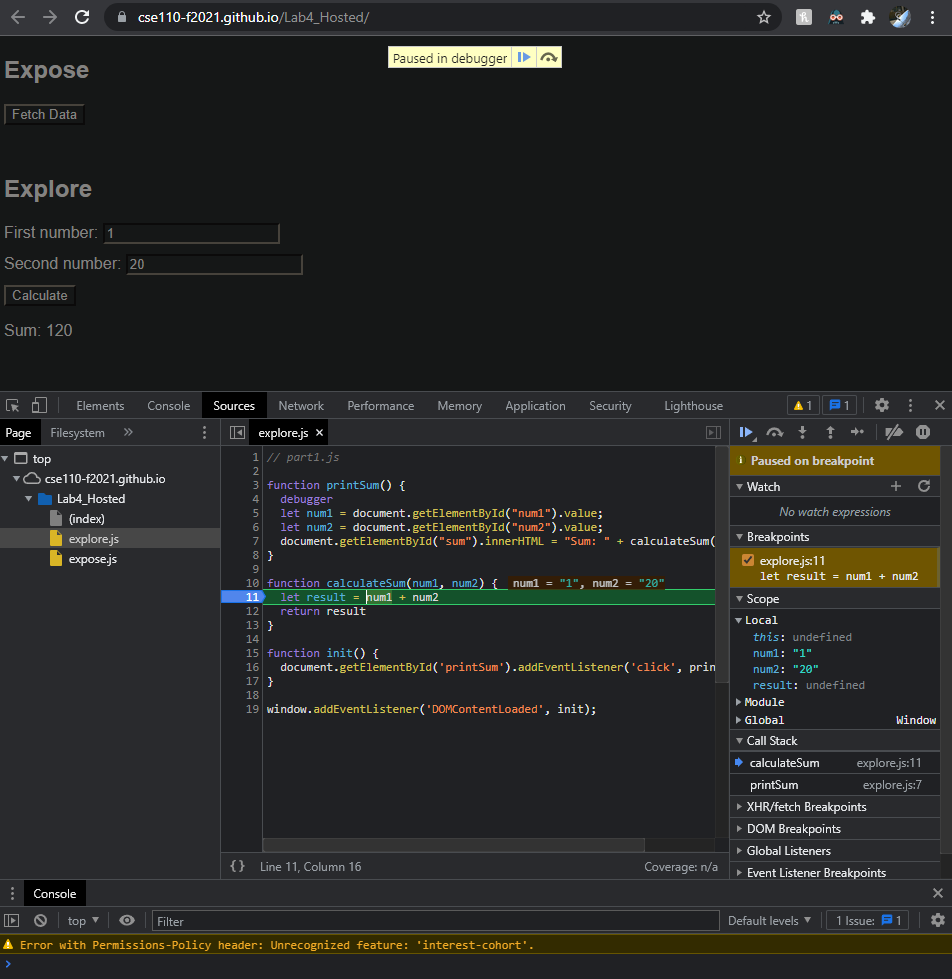 cse110-f2021.github.io/Lab4_Hosted/
Paused in debugger
Expose
Fetch Data
Explore
First number: 1
Second number: 20
Calculate
Sum: 120
Elements Console Sources Network Performance Memory Application Security Lighthouse 1 1
Page Filesystem » explore.js ×
top
cse110-f2021.github.io
Lab4_Hosted
(index)
explore.js
expose.js
1 // part1.js
2
3 function printSum() {
4 debugger
5 let num1 = document.getElementById("num1").value;
6 let num2 = document.getElementById("num2").value;
7 document.getElementById("sum").innerHTML = "Sum: " + calculateSum(
8 }
9
10 function calculateSum(num1, num2) { num1 = "1", num2 = "20"
11 let result = num1 + num2
12 return result
13 }
14
15 function init() {
16 document.getElementById('printSum').addEventListener('click', prin
17 }
18
19 window.addEventListener('DOMContentLoaded', init);
{} Line 11, Column 16 Coverage: n/a
Paused on breakpoint
Watch
No watch expressions
Breakpoints
explore.js:11
let result = num1 + num2
Scope
Local
this: undefined
num1: "1"
num2: "20"
result: undefined
Module
Global Window
Call Stack
calculateSum explore.js:11
printSum explore.js:7
XHR/fetch Breakpoints
DOM Breakpoints
Global Listeners
Event Listener Breakpoints
Console
top Filter Default levels 1 Issue: 1
Error with Permissions-Policy header: Unrecognized feature: 'interest-cohort'.